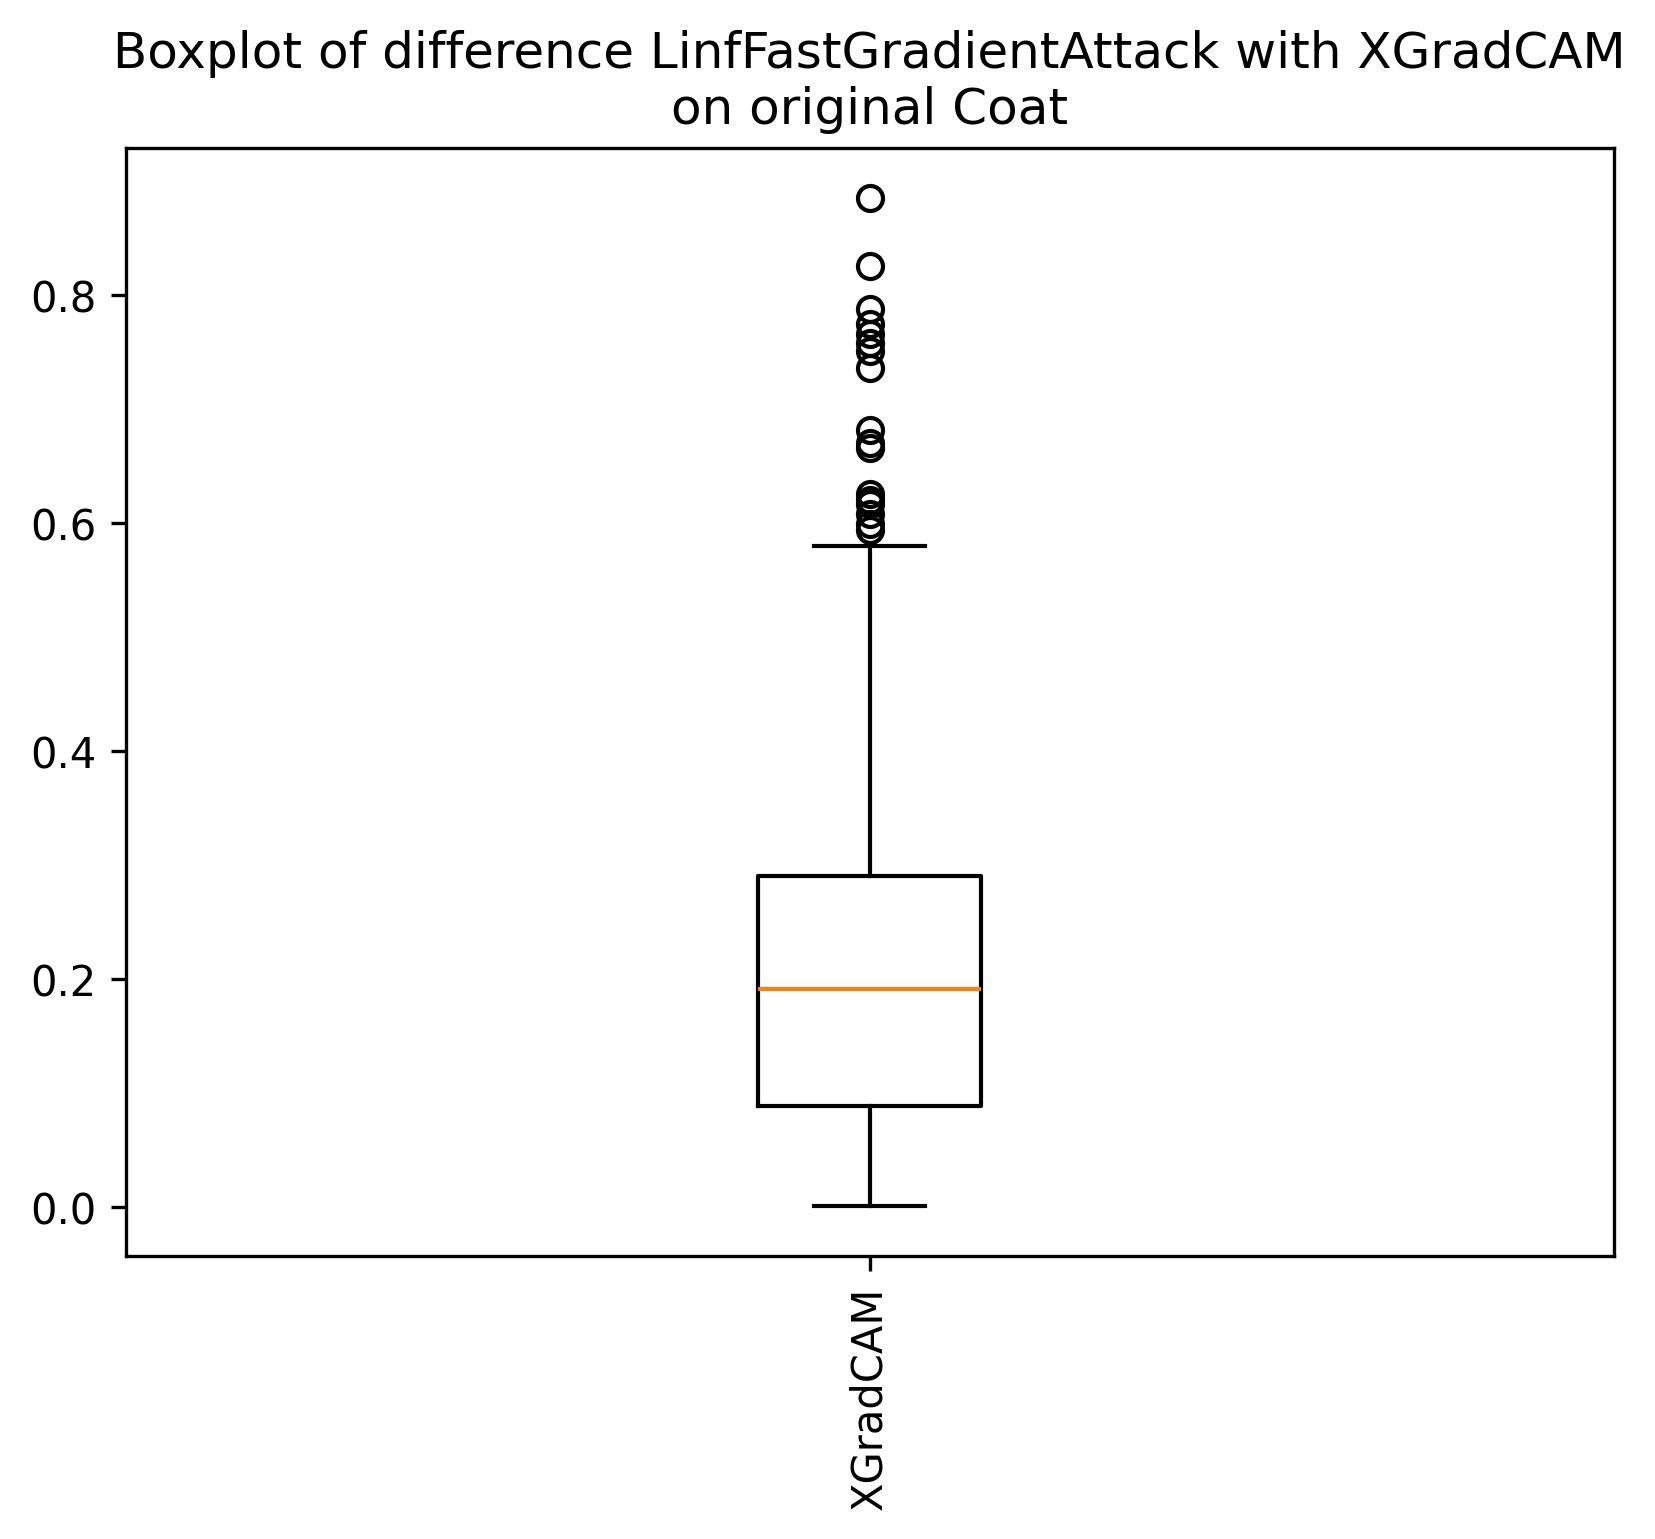 Boxplot of difference LinfFastGradientAttack with XGradCAM
on original Coat
0.8
0.6
0.4
0.2
0.0
XGradCAM